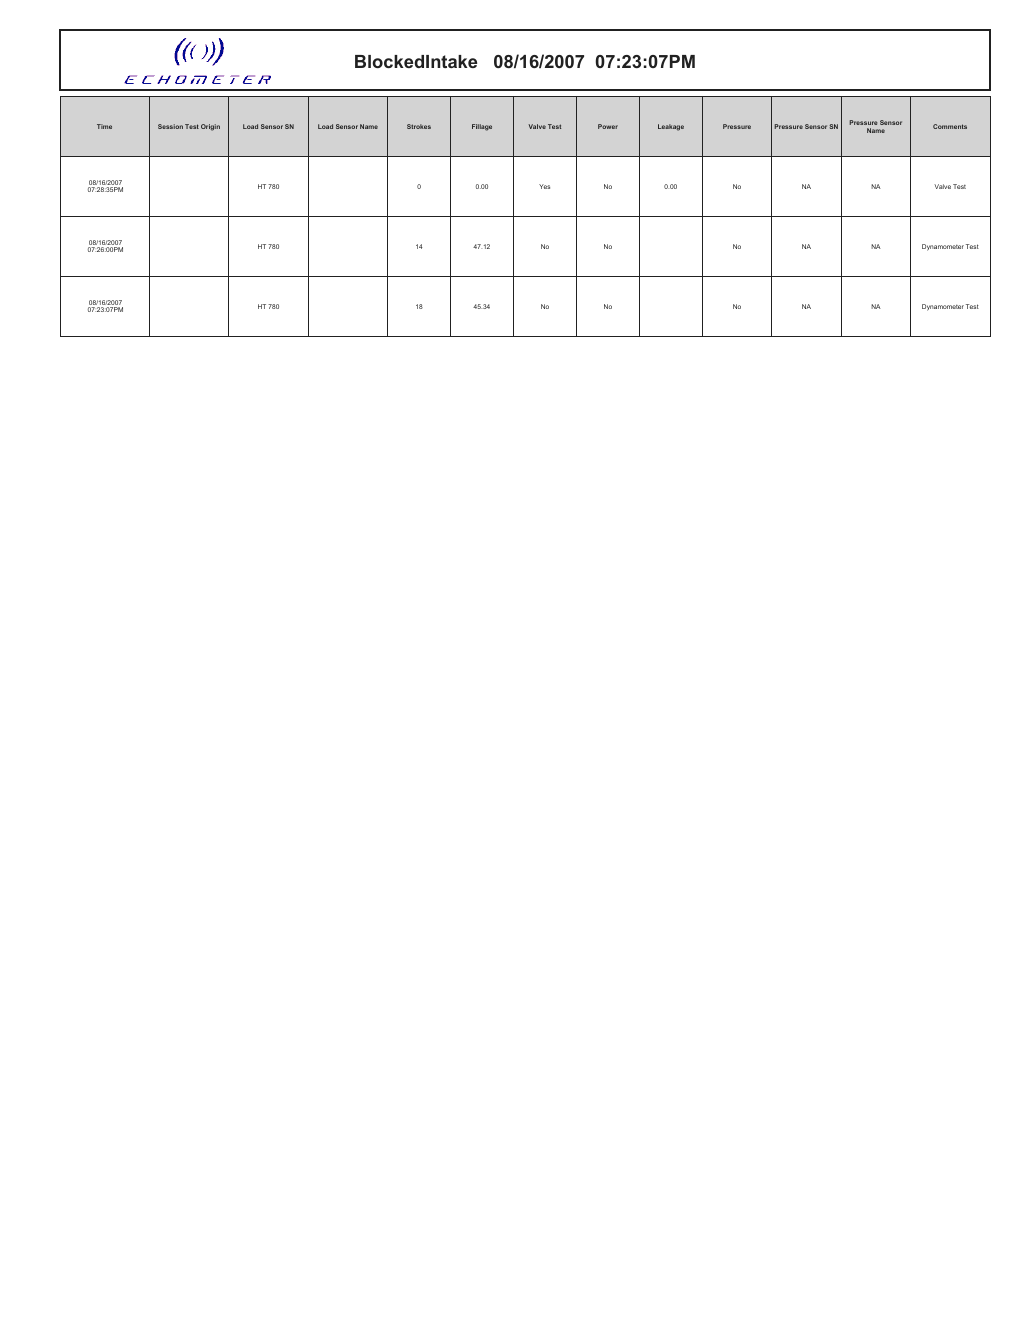 ECHOMETER
BlockedIntake 08/16/2007 07:23:07PM
Time Session Test Origin Load Sensor SN Load Sensor Name Strokes Fillage Valve Test Power Leakage Pressure Pressure Sensor SN Pressure Sensor Name Comments
08/16/2007 07:28:35PM HT 780 0 0.00 Yes No 0.00 No NA NA Valve Test
08/16/2007 07:26:00PM HT 780 14 47.12 No No No NA NA Dynamometer Test
08/16/2007 07:23:07PM HT 780 18 45.34 No No No NA NA Dynamometer Test